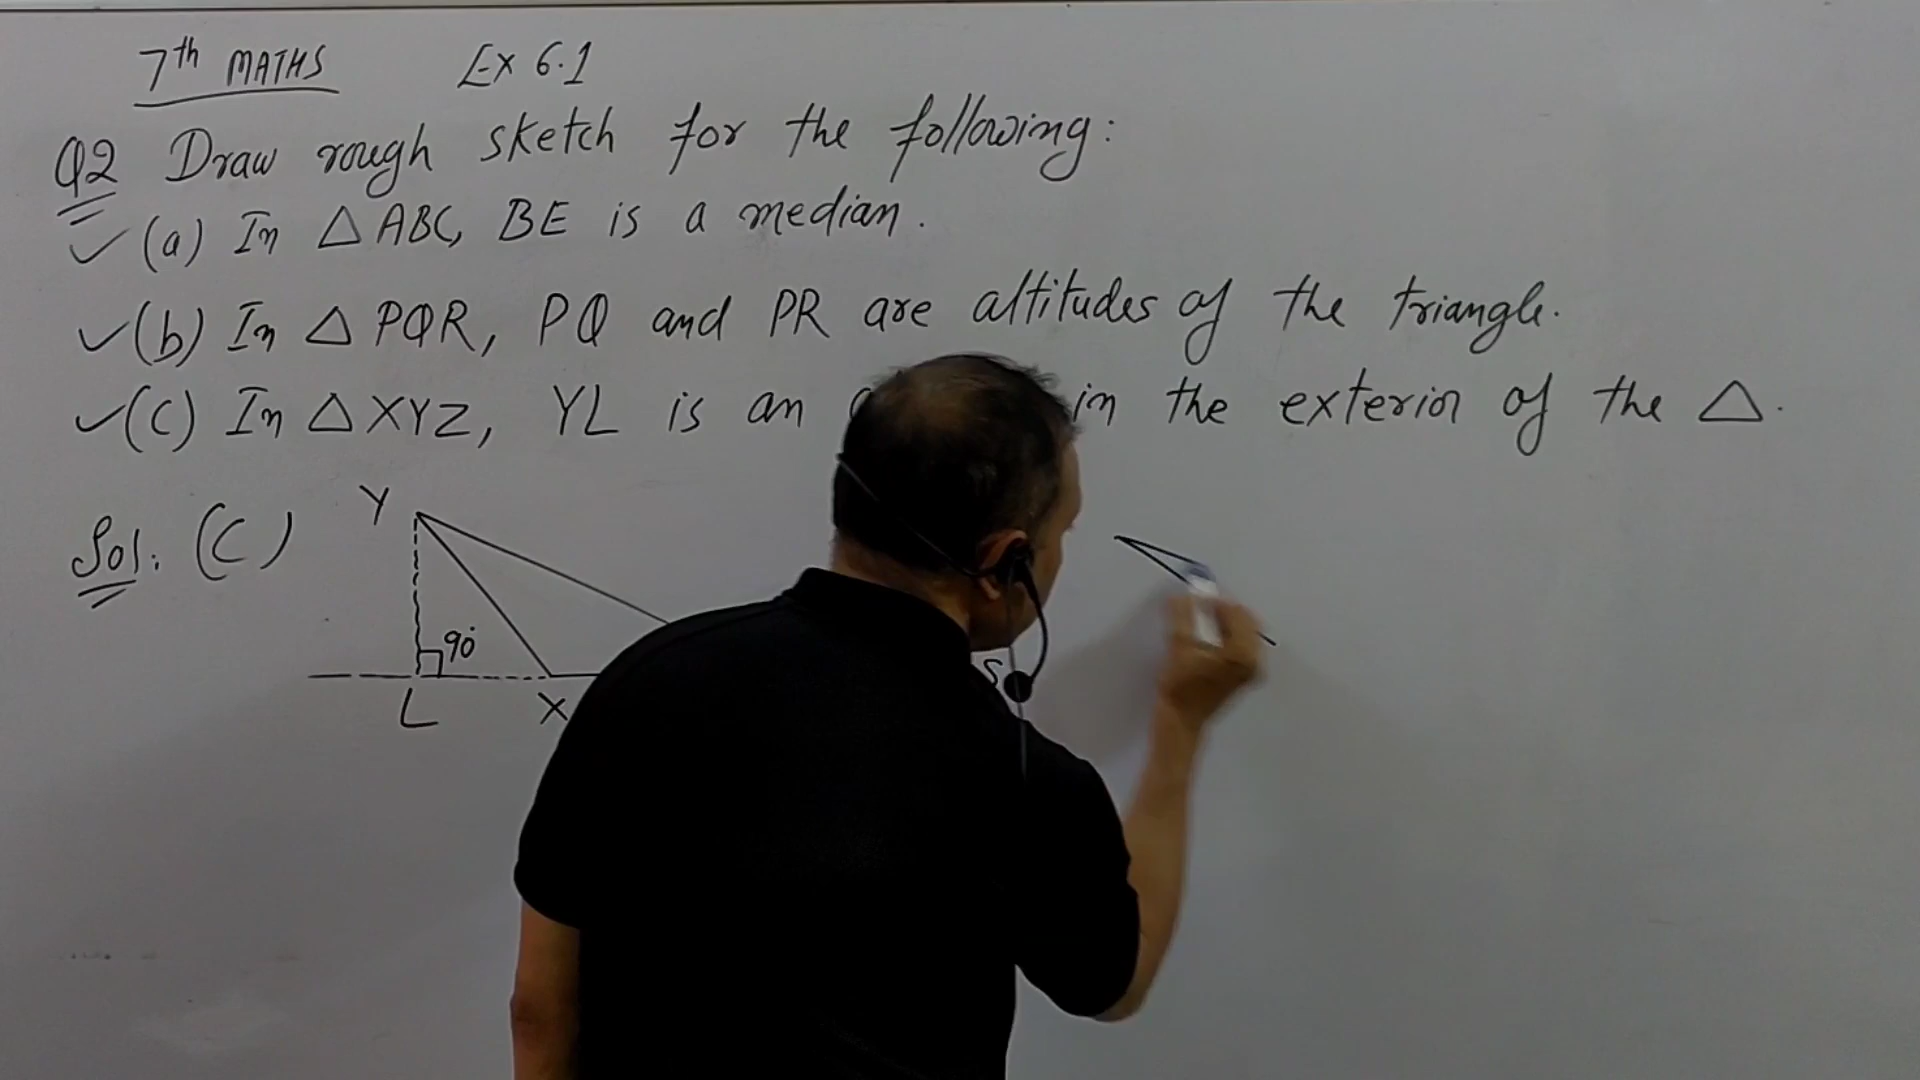 7th MATHS Ex 6.1
Q2 Draw rough sketch for the following:
(a) In △ABC, BE is a median.
(b) In △PQR, PQ and PR are altitudes of the triangle.
(c) In △XYZ, YL is an in the exterior of the △.
Sol. (C) Y
90°
L X S